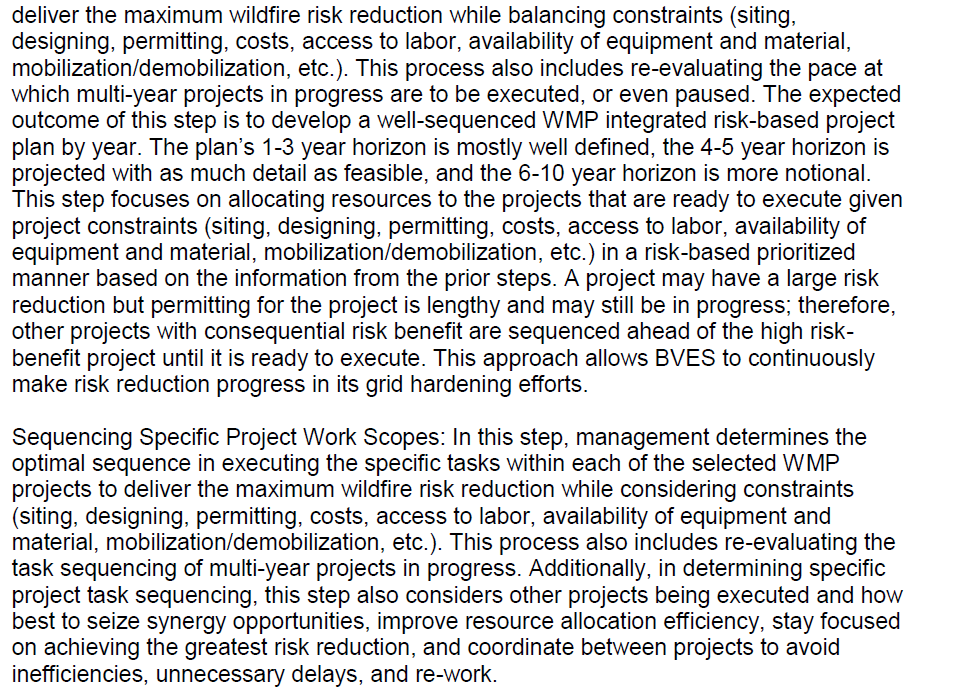 deliver the maximum wildfire risk reduction while balancing constraints (siting,
designing, permitting, costs, access to labor, availability of equipment and material,
mobilization/demobilization, etc.). This process also includes re-evaluating the pace at
which multi-year projects in progress are to be executed, or even paused. The expected
outcome of this step is to develop a well-sequenced WMP integrated risk-based project
plan by year. The plan’s 1-3 year horizon is mostly well defined, the 4-5 year horizon is
projected with as much detail as feasible, and the 6-10 year horizon is more notional.
This step focuses on allocating resources to the projects that are ready to execute given
project constraints (siting, designing, permitting, costs, access to labor, availability of
equipment and material, mobilization/demobilization, etc.) in a risk-based prioritized
manner based on the information from the prior steps. A project may have a large risk
reduction but permitting for the project is lengthy and may still be in progress; therefore,
other projects with consequential risk benefit are sequenced ahead of the high risk-
benefit project until it is ready to execute. This approach allows BVES to continuously
make risk reduction progress in its grid hardening efforts.
Sequencing Specific Project Work Scopes: In this step, management determines the
optimal sequence in executing the specific tasks within each of the selected WMP
projects to deliver the maximum wildfire risk reduction while considering constraints
(siting, designing, permitting, costs, access to labor, availability of equipment and
material, mobilization/demobilization, etc.). This process also includes re-evaluating the
task sequencing of multi-year projects in progress. Additionally, in determining specific
project task sequencing, this step also considers other projects being executed and how
best to seize synergy opportunities, improve resource allocation efficiency, stay focused
on achieving the greatest risk reduction, and coordinate between projects to avoid
inefficiencies, unnecessary delays, and re-work.